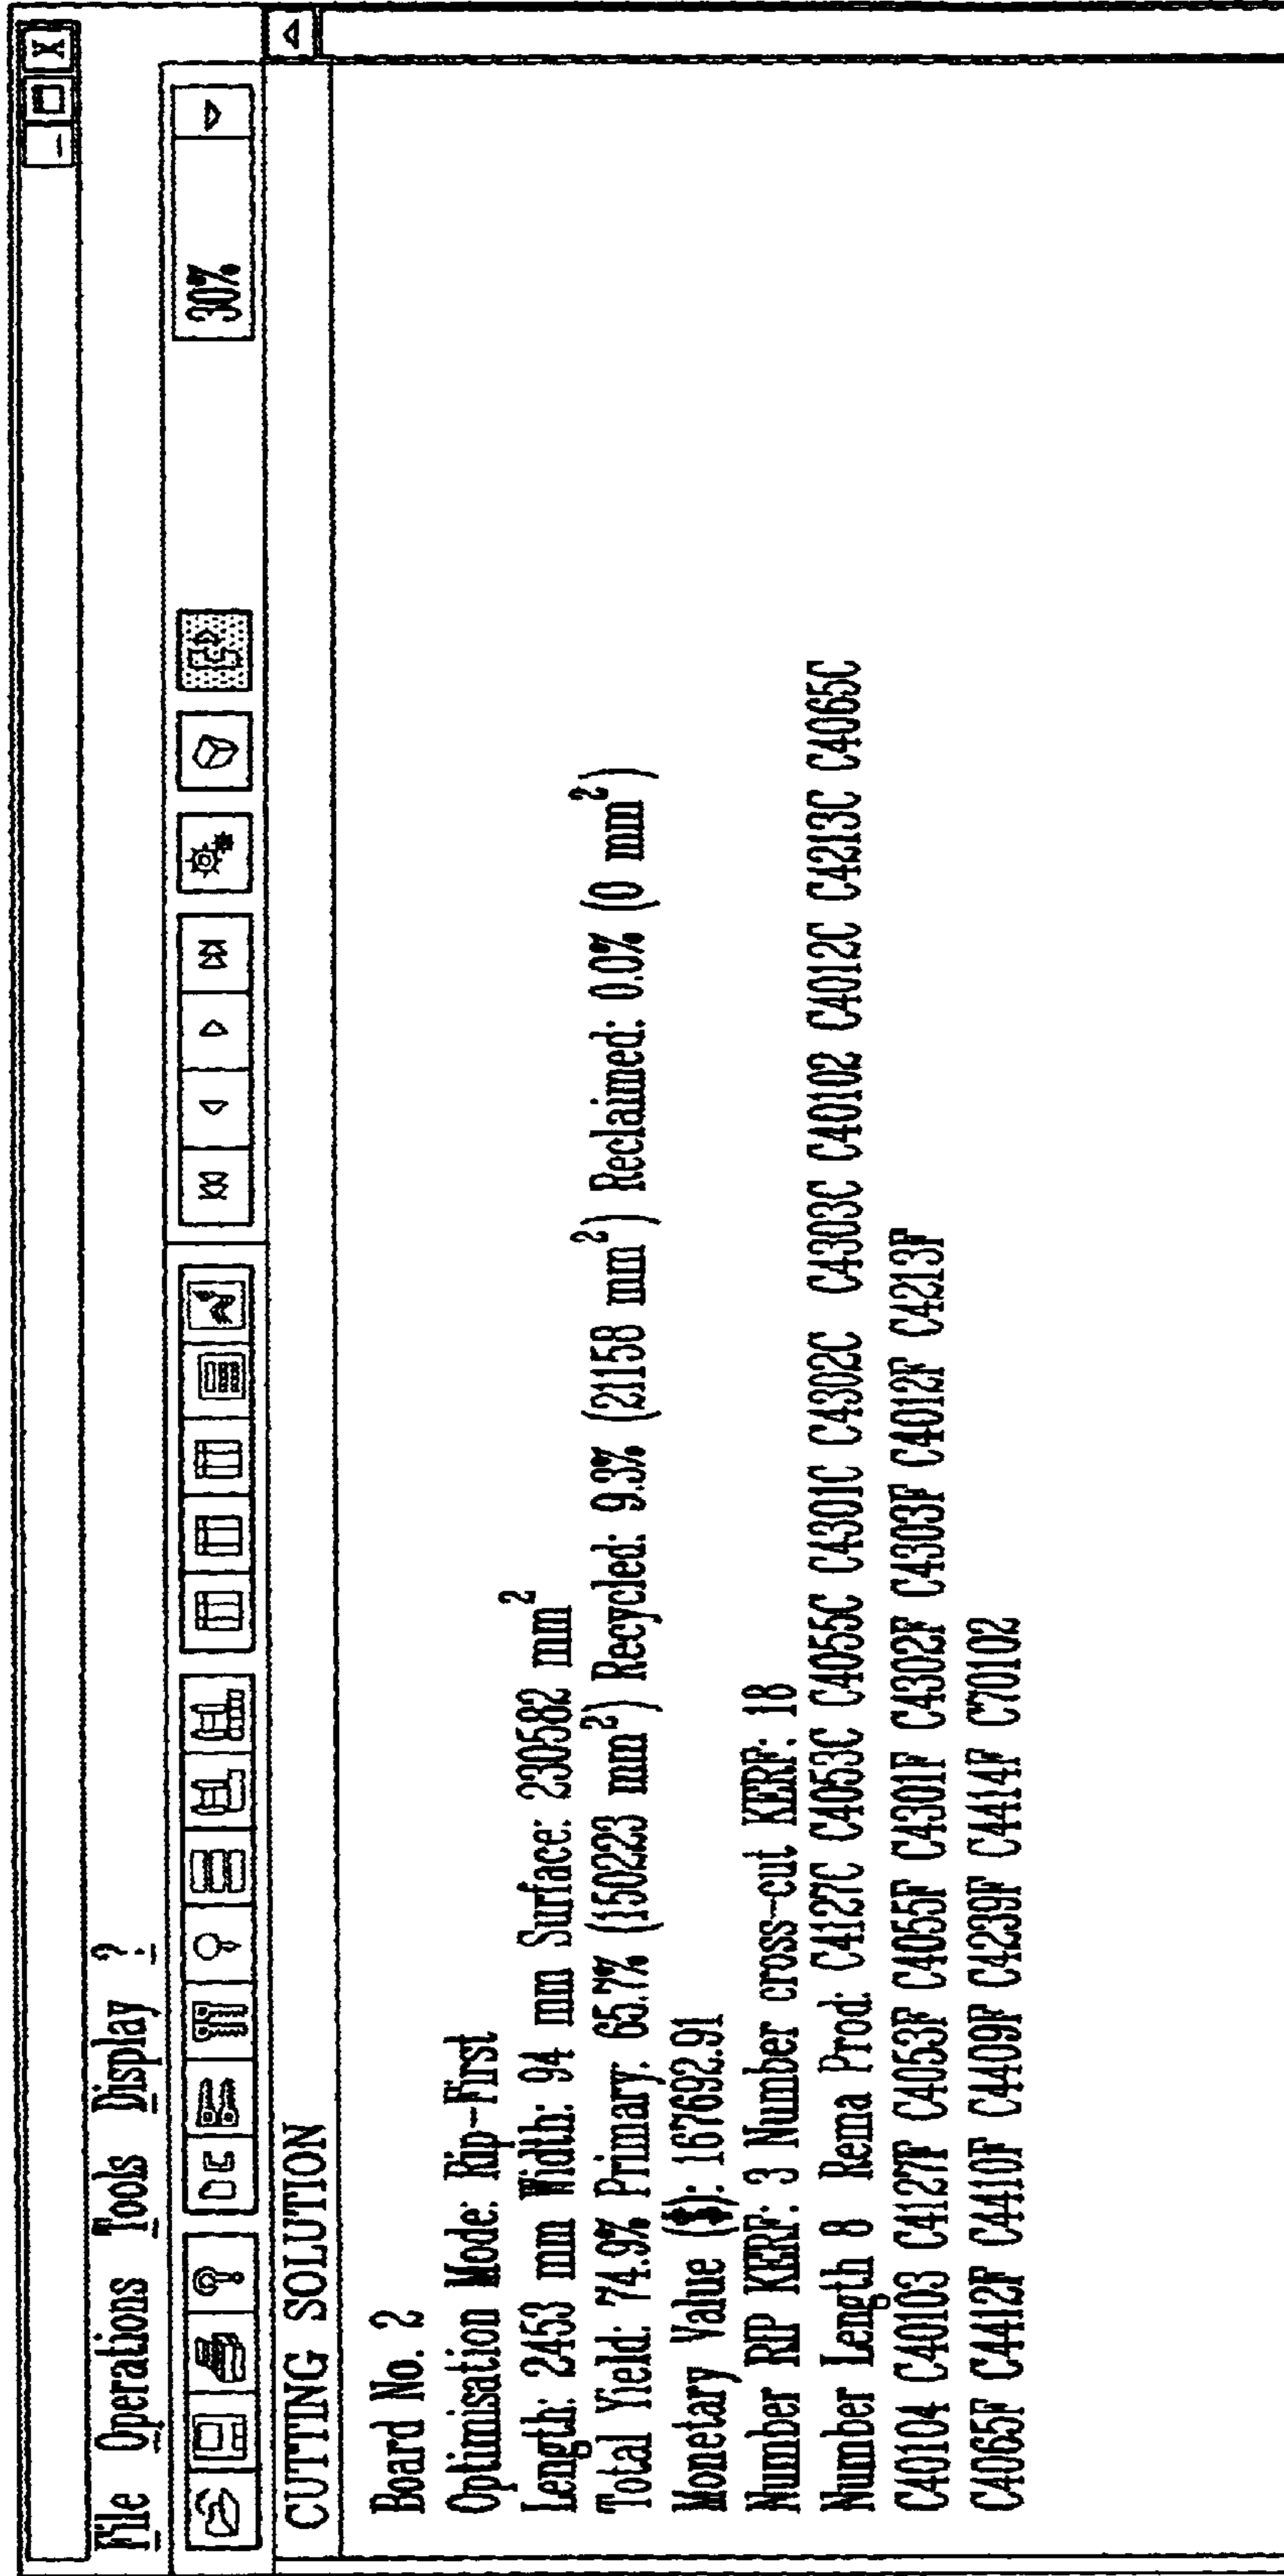 X
File Operations Tools Display ?
30%
CUTTING SOLUTION
Board No. 2
Optimisation Mode: Rip-First
Length: 2453 mm Width: 94 mm Surface: 230582 mm²
Total Yield: 74.9% Primary: 65.7% (150223 mm²) Recycled: 9.3% (21158 mm²) Reclaimed: 0.0% (0 mm²)
Monetary Value ($): 167692.91
Number RIP KERF: 3 Number cross-cut KERF: 18
Number Length 8 Rema Prod: C4127C C4053C C4055C C4301C C4302C C4303C C40102 C4012C C4213C C4065C
C40104 C40103 C4127F C4053F C4055F C4301F C4302F C4303F C4012F C4213F
C4065F C4412F C4410F C4409F C4239F C4414F C70102